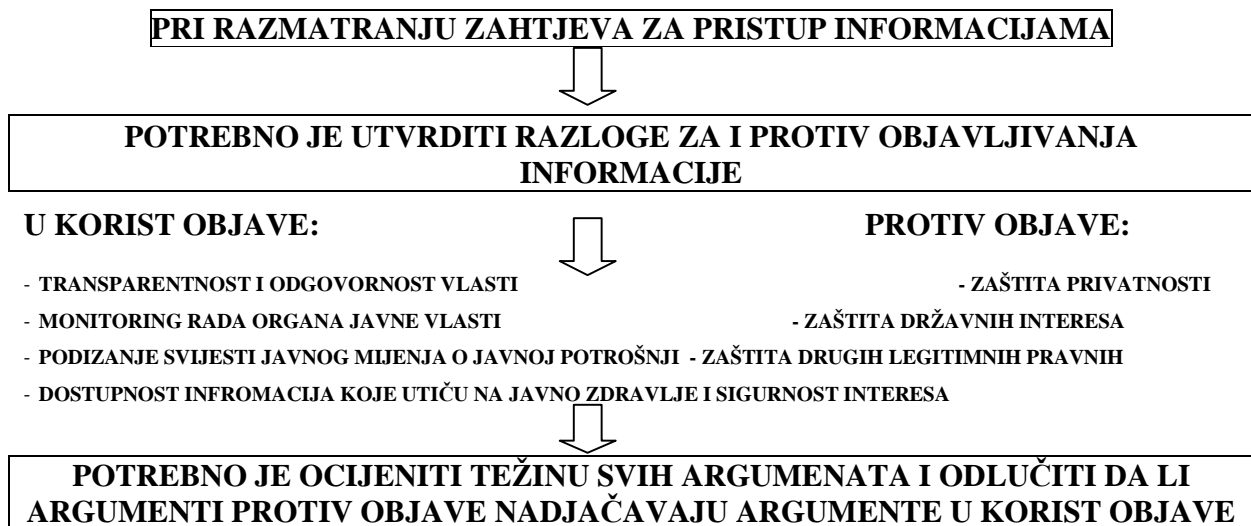 PRI RAZMATRANJU ZAHTJEVA ZA PRISTUP INFORMACIJAMA
POTREBNO JE UTVRDITI RAZLOGE ZA I PROTIV OBJAVLJIVANJA
INFORMACIJE
U KORIST OBJAVE: PROTIV OBJAVE:
- TRANSPARENTNOST I ODGOVORNOST VLASTI - ZAŠTITA PRIVATNOSTI
- MONITORING RADA ORGANA JAVNE VLASTI - ZAŠTITA DRŽAVNIH INTERESA
- PODIZANJE SVIJESTI JAVNOG MIJENJA O JAVNOJ POTROŠNJI - ZAŠTITA DRUGIH LEGITIMNIH PRAVNIH
- DOSTUPNOST INFROMACIJA KOJE UTIČU NA JAVNO ZDRAVLJE I SIGURNOST INTERESA
POTREBNO JE OCIJENITI TEŽINU SVIH ARGUMENATA I ODLUČITI DA LI
ARGUMENTI PROTIV OBJAVE NADJAČAVAJU ARGUMENTE U KORIST OBJAVE